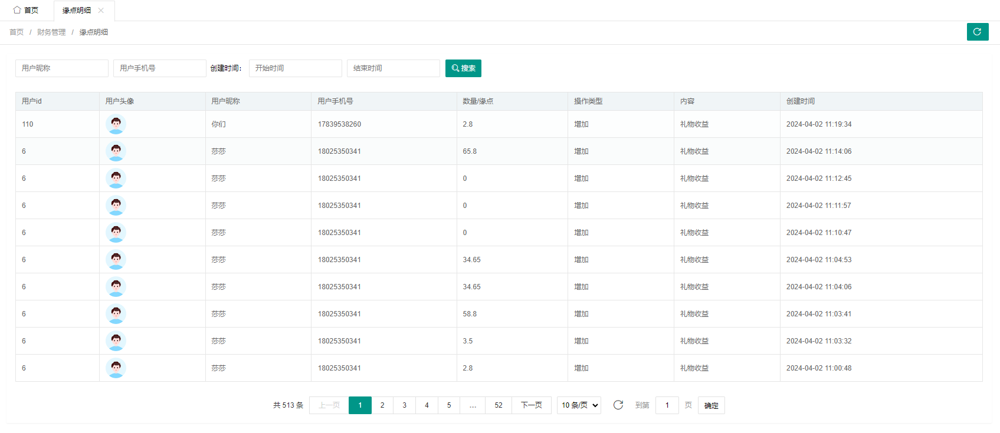 首页 缘点明细
首页 / 财务管理 / 缘点明细
用户昵称 用户手机号 创建时间： 开始时间 结束时间 搜索
用户id 用户头像 用户昵称 用户手机号 数量/缘点 操作类型 内容 创建时间
110 你们 17839538260 2.8 增加 礼物收益 2024-04-02 11:19:34
6 莎莎 18025350341 65.8 增加 礼物收益 2024-04-02 11:14:06
6 莎莎 18025350341 0 增加 礼物收益 2024-04-02 11:12:45
6 莎莎 18025350341 0 增加 礼物收益 2024-04-02 11:11:57
6 莎莎 18025350341 0 增加 礼物收益 2024-04-02 11:10:47
6 莎莎 18025350341 34.65 增加 礼物收益 2024-04-02 11:04:53
6 莎莎 18025350341 34.65 增加 礼物收益 2024-04-02 11:04:06
6 莎莎 18025350341 58.8 增加 礼物收益 2024-04-02 11:03:41
6 莎莎 18025350341 3.5 增加 礼物收益 2024-04-02 11:03:32
6 莎莎 18025350341 2.8 增加 礼物收益 2024-04-02 11:00:48
共 513 条 上一页 1 2 3 4 5 … 52 下一页 10 条/页 到第 1 页 确定